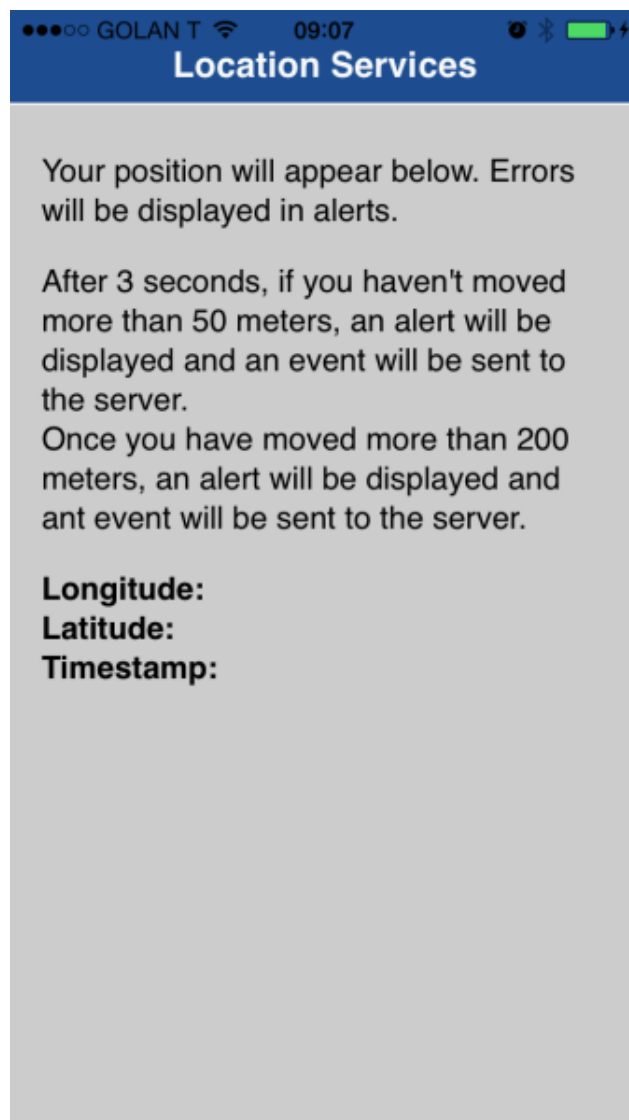 GOLAN T 09:07
Location Services
Your position will appear below. Errors
will be displayed in alerts.
After 3 seconds, if you haven't moved
more than 50 meters, an alert will be
displayed and an event will be sent to
the server.
Once you have moved more than 200
meters, an alert will be displayed and
ant event will be sent to the server.
Longitude:
Latitude:
Timestamp: